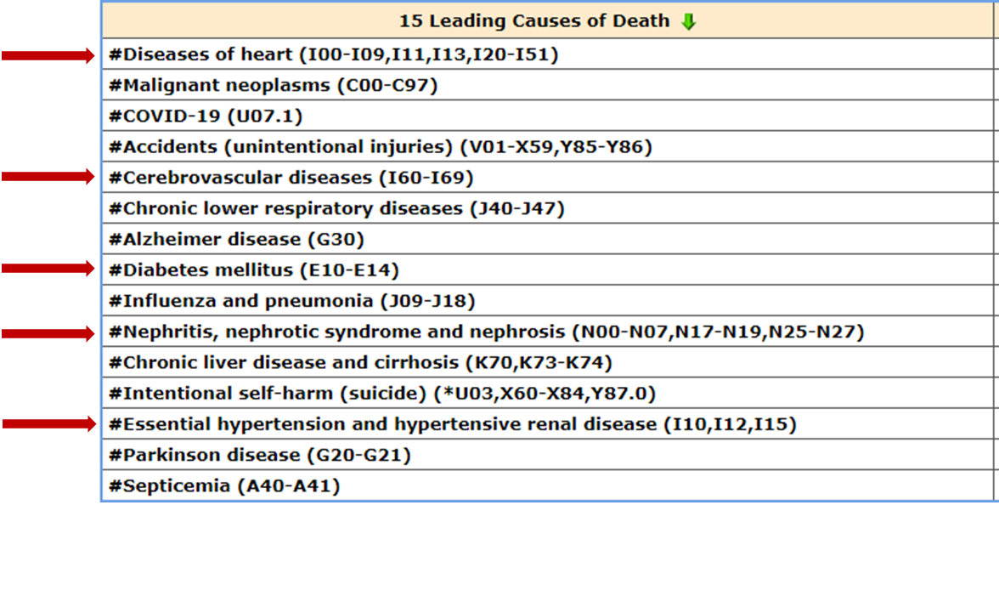 15 Leading Causes of Death
#Diseases of heart (I00-I09,I11,I13,I20-I51)
#Malignant neoplasms (C00-C97)
#COVID-19 (U07.1)
#Accidents (unintentional injuries) (V01-X59,Y85-Y86)
#Cerebrovascular diseases (I60-I69)
#Chronic lower respiratory diseases (J40-J47)
#Alzheimer disease (G30)
#Diabetes mellitus (E10-E14)
#Influenza and pneumonia (J09-J18)
#Nephritis, nephrotic syndrome and nephrosis (N00-N07,N17-N19,N25-N27)
#Chronic liver disease and cirrhosis (K70,K73-K74)
#Intentional self-harm (suicide) (*U03,X60-X84,Y87.0)
#Essential hypertension and hypertensive renal disease (I10,I12,I15)
#Parkinson disease (G20-G21)
#Septicemia (A40-A41)